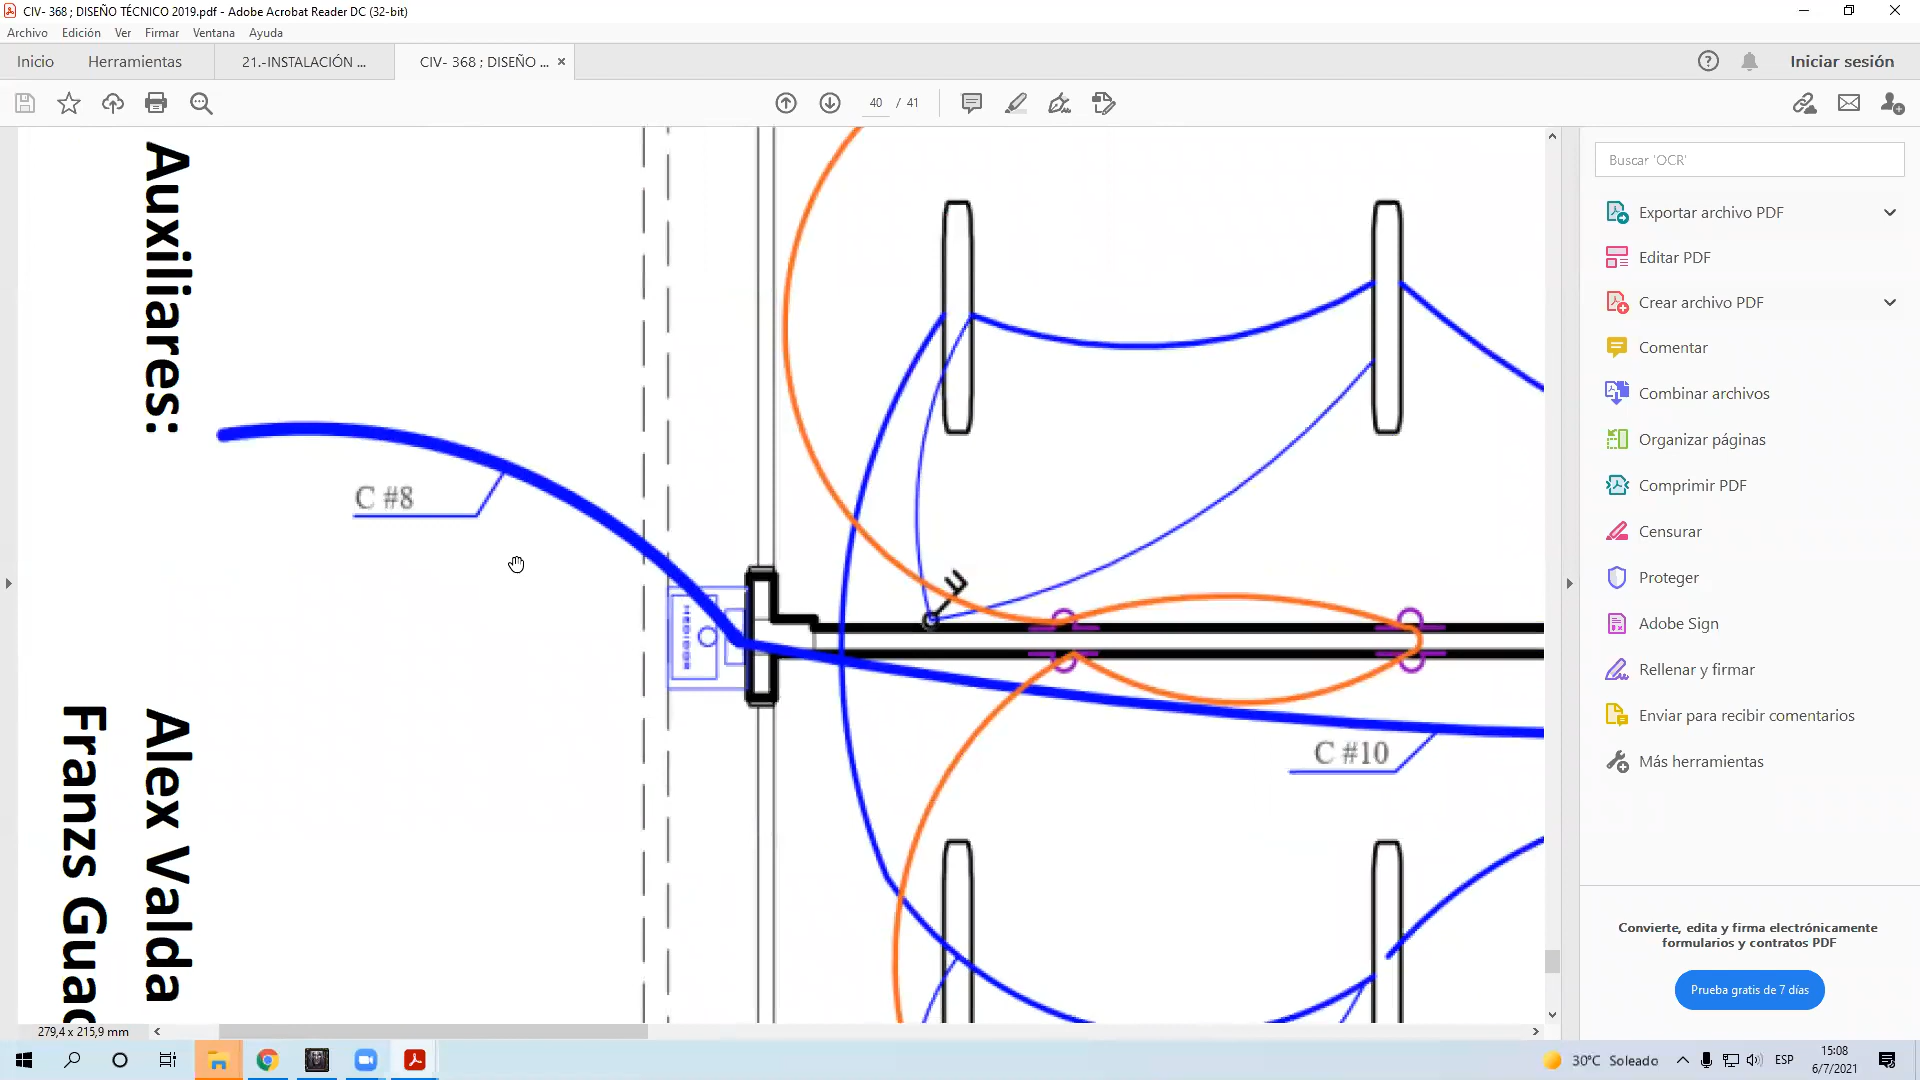 CIV- 368 ; DISEÑO TÉCNICO 2019.pdf - Adobe Acrobat Reader DC (32-bit)
Archivo Edición Ver Firmar Ventana Ayuda
Inicio Herramientas 21.-INSTALACIÓN ... CIV- 368 ; DISEÑO ... ×
Iniciar sesión
40 / 41
Buscar 'OCR'
Exportar archivo PDF
Editar PDF
Crear archivo PDF
Comentar
Combinar archivos
Organizar páginas
Comprimir PDF
Censurar
Proteger
Adobe Sign
Rellenar y firmar
Enviar para recibir comentarios
Más herramientas
Convierte, edita y firma electrónicamente
formularios y contratos PDF
Prueba gratis de 7 días
Auxiliares:
Alex Valda
Franzs Gua
C #8
MEDIDOR
C #10
279,4 x 215,9 mm
30°C Soleado
ESP
15:08
6/7/2021